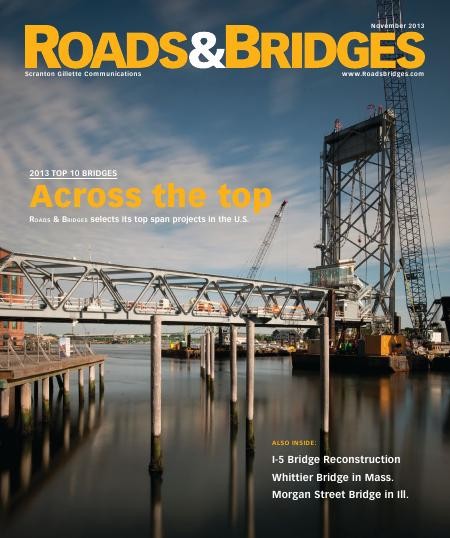 November 2013
ROADS&BRIDGES
Scranton Gillette Communications
www.RoadsBridges.com
2013 TOP 10 BRIDGES
Across the top
ROADS & BRIDGES selects its top span projects in the U.S.
ALSO INSIDE:
I-5 Bridge Reconstruction
Whittier Bridge in Mass.
Morgan Street Bridge in Ill.